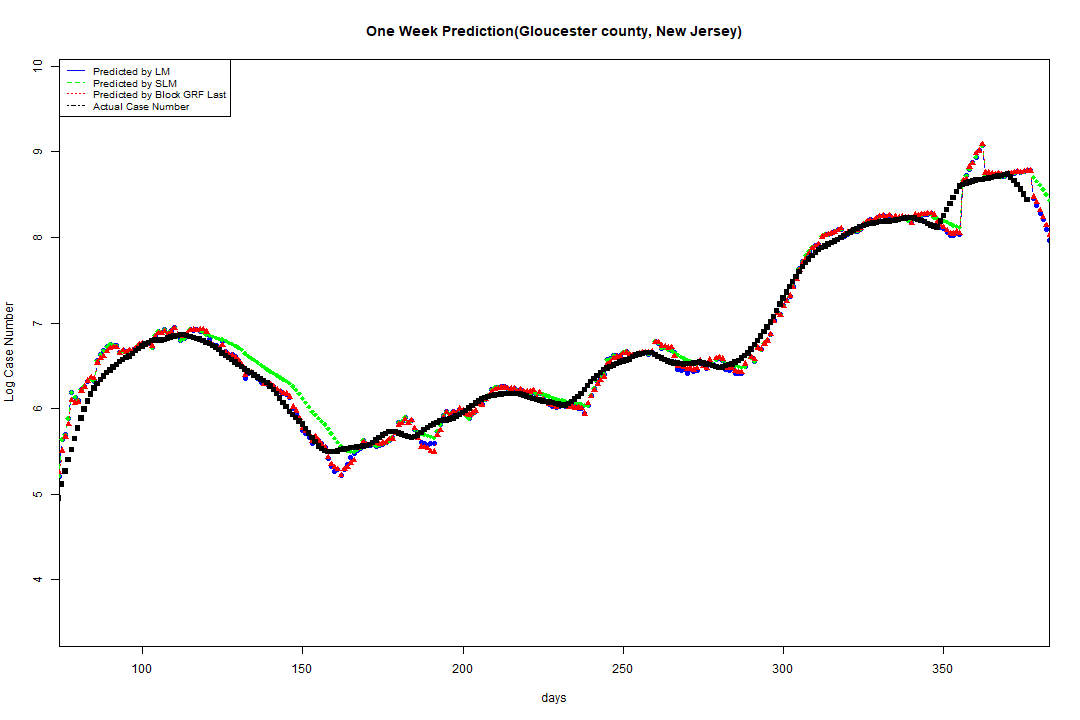 One Week Prediction(Gloucester county, New Jersey)
Predicted by LM
Predicted by SLM
Predicted by Block GRF Last
Actual Case Number
10
9
8
7
6
5
4
Log Case Number
100 150 200 250 300 350
days